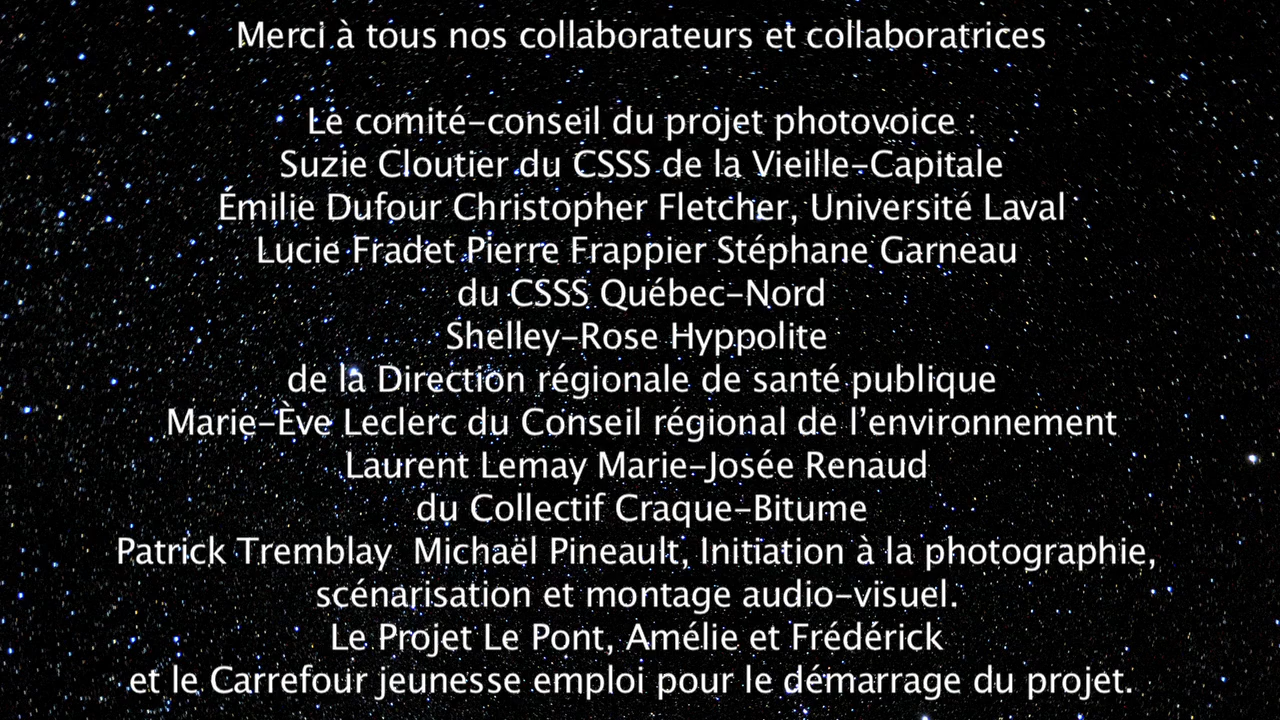 Merci à tous nos collaborateurs et collaboratrices
Le comité-conseil du projet photovoice :
Suzie Cloutier du CSSS de la Vieille-Capitale
Émilie Dufour Christopher Fletcher, Université Laval
Lucie Fradet Pierre Frappier Stéphane Garneau
du CSSS Québec-Nord
Shelley-Rose Hyppolite
de la Direction régionale de santé publique
Marie-Ève Leclerc du Conseil régional de l’environnement
Laurent Lemay Marie-Josée Renaud
du Collectif Craque-Bitume
Patrick Tremblay  Michaël Pineault, Initiation à la photographie,
scénarisation et montage audio-visuel.
Le Projet Le Pont, Amélie et Frédérick
et le Carrefour jeunesse emploi pour le démarrage du projet.